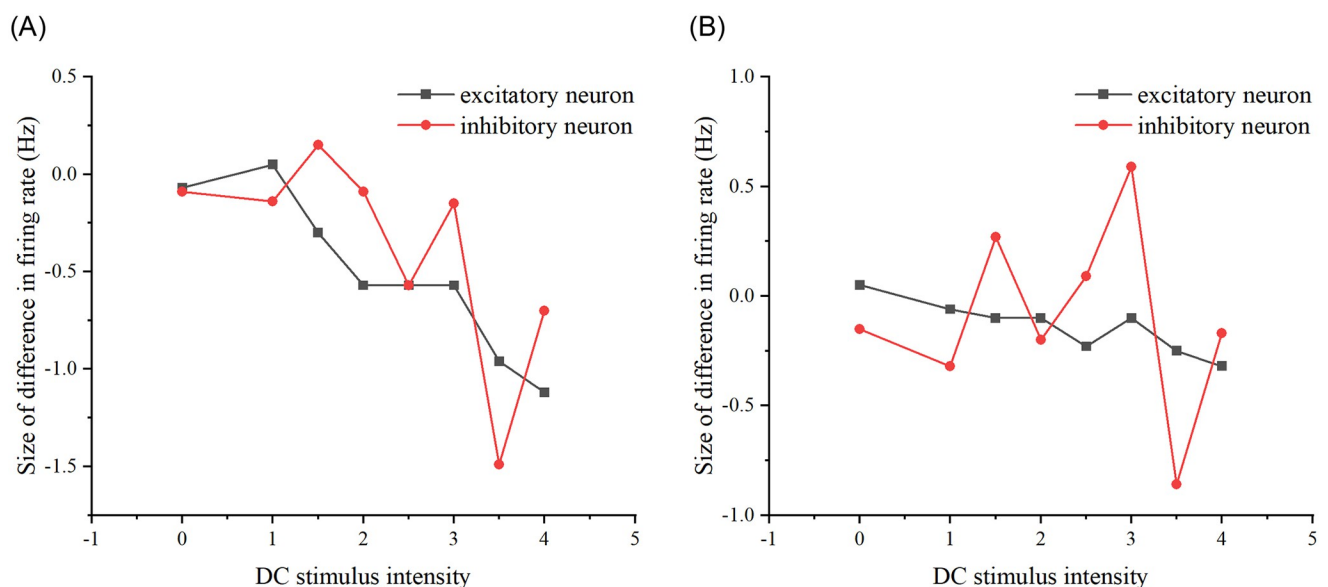 (A)
Size of difference in firing rate (Hz)
0.5
0.0
-0.5
-1.0
-1.5
excitatory neuron
inhibitory neuron
-1 0 1 2 3 4 5
DC stimulus intensity
(B)
Size of difference in firing rate (Hz)
1.0
0.5
0.0
-0.5
-1.0
excitatory neuron
inhibitory neuron
-1 0 1 2 3 4 5
DC stimulus intensity